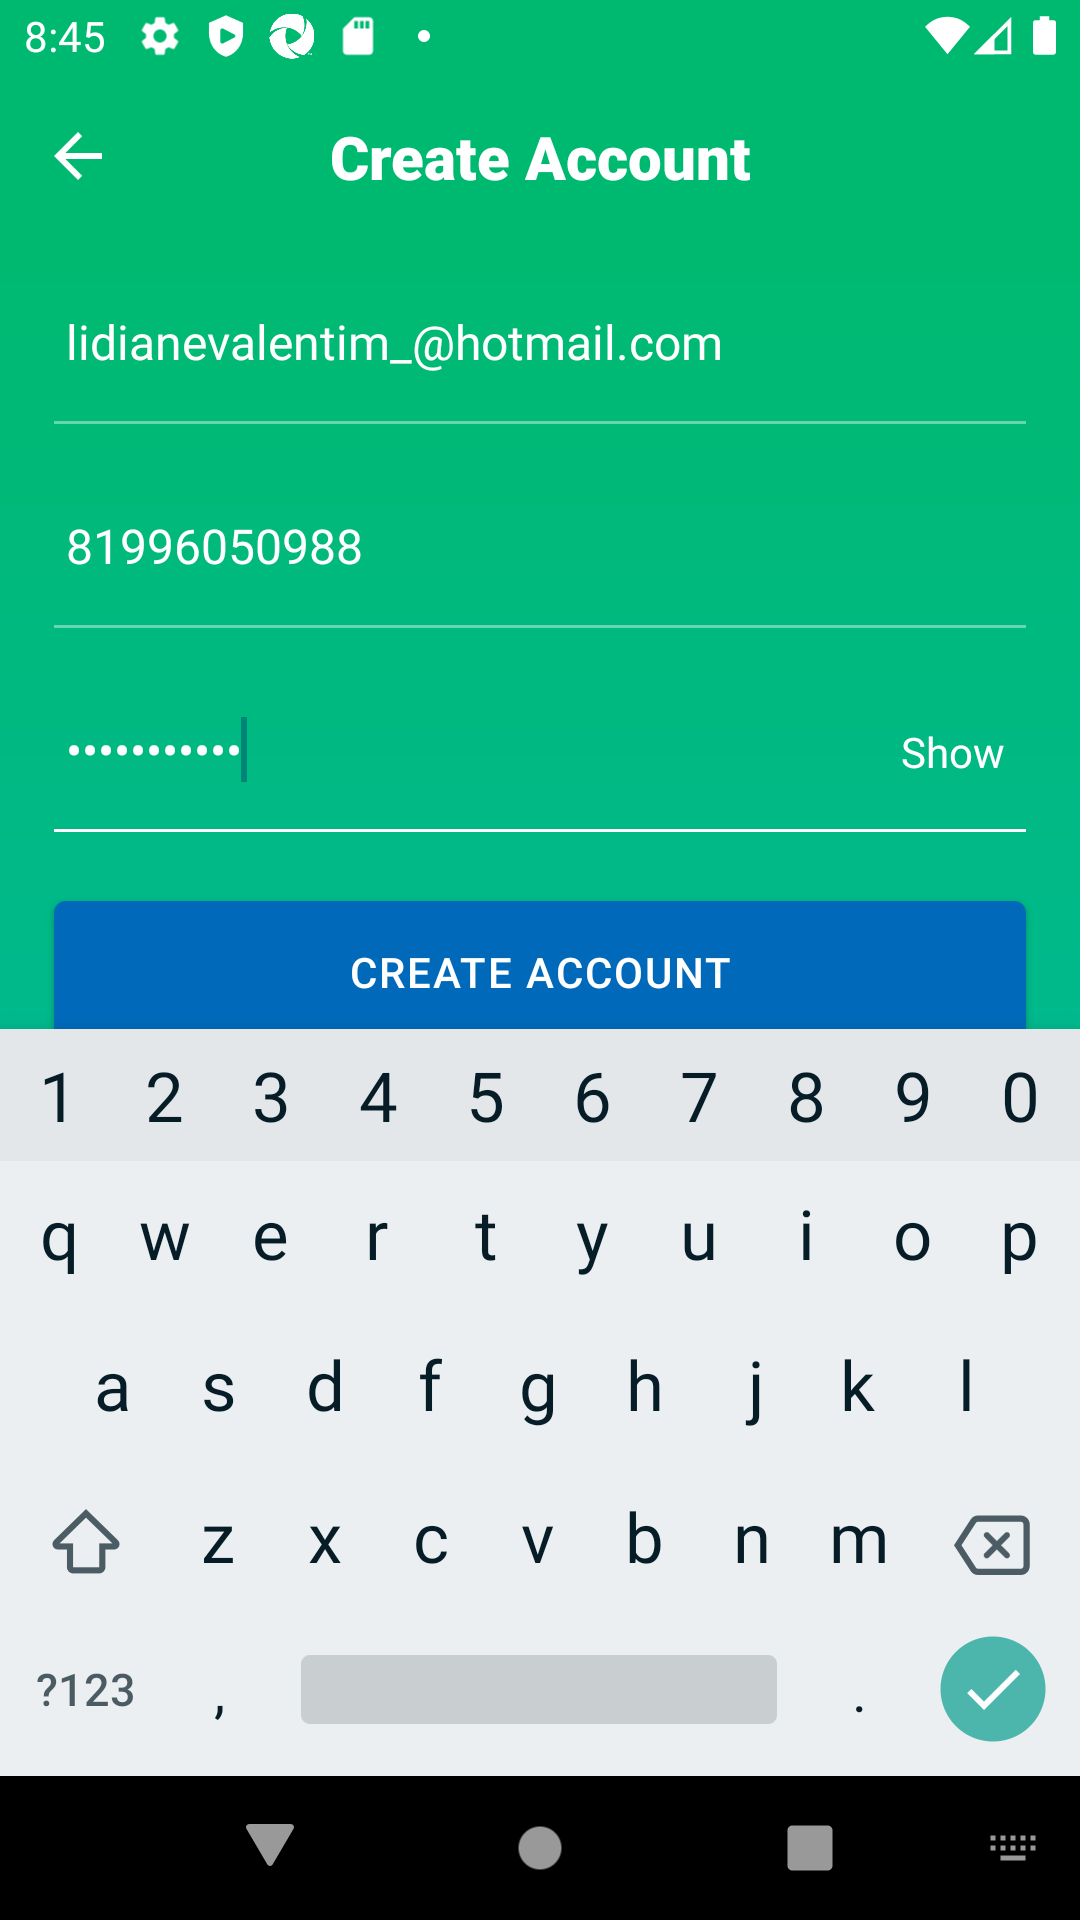 8:45
Create Account
lidianevalentim_@hotmail.com
81996050988
•••••••••••
Show
CREATE ACCOUNT
1 2 3 4 5 6 7 8 9 0
q w e r t y u i o p
a s d f g h j k l
z x c v b n m
?123 , .